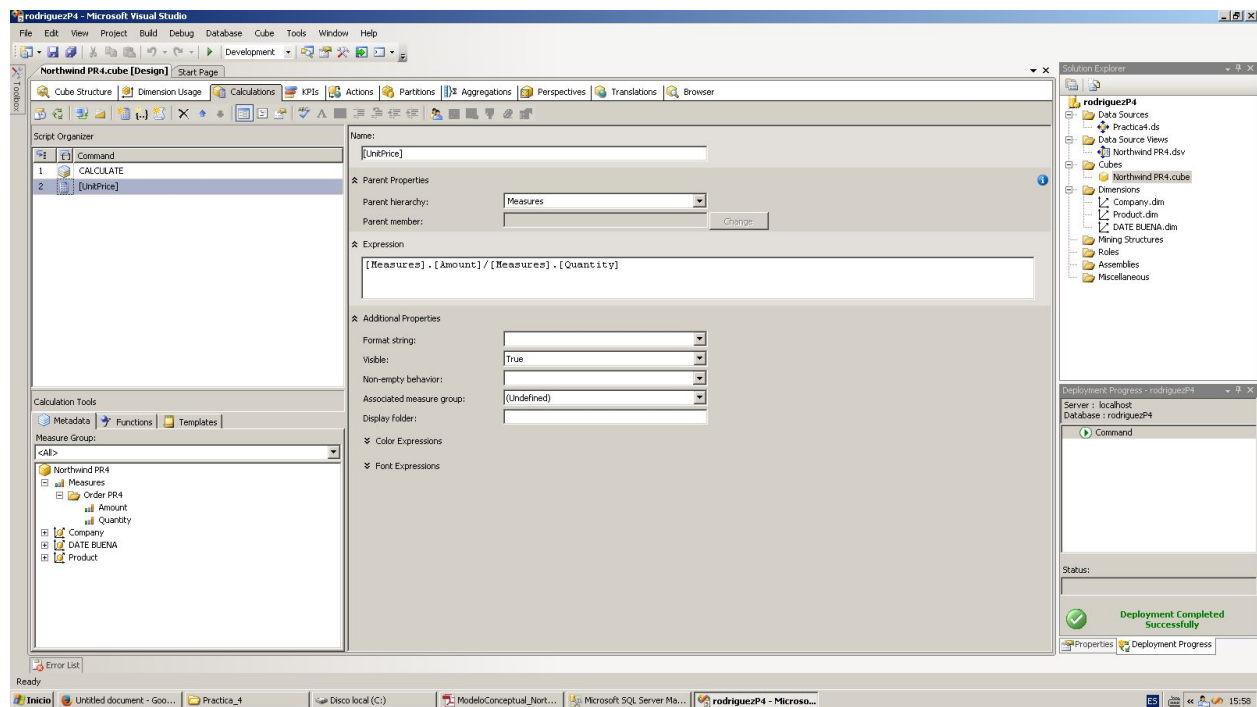 rodriguezP4 - Microsoft Visual Studio
File Edit View Project Build Debug Database Cube Tools Window Help
Development
Toolbox
Northwind PR4.cube [Design] Start Page
Cube Structure Dimension Usage Calculations KPIs Actions Partitions Aggregations Perspectives Translations Browser
Script Organizer
Command
1 CALCULATE
2 [UnitPrice]
Calculation Tools
Metadata Functions Templates
Measure Group:
<All>
Northwind PR4
Measures
Order PR4
Amount
Quantity
Company
DATE BUENA
Product
Name:
[UnitPrice]
Parent Properties
Parent hierarchy: Measures
Parent member: Change
Expression
[Measures].[Amount]/[Measures].[Quantity]
Additional Properties
Format string:
Visible: True
Non-empty behavior:
Associated measure group: (Undefined)
Display folder:
Color Expressions
Font Expressions
Solution Explorer
rodriguezP4
Data Sources
Practica4.ds
Data Source Views
Northwind PR4.dsv
Cubes
Northwind PR4.cube
Dimensions
Company.dim
Product.dim
DATE BUENA.dim
Mining Structures
Roles
Assemblies
Miscellaneous
Deployment Progress - rodriguezP4
Server : localhost
Database : rodriguezP4
Command
Status:
Deployment Completed
Successfully
Properties Deployment Progress
Error List
Ready
Inicio Untitled document - Goo... Practica_4 Disco local (C:) ModeloConceptual_Nort... Microsoft SQL Server Ma... rodriguezP4 - Microso... ES 15:58